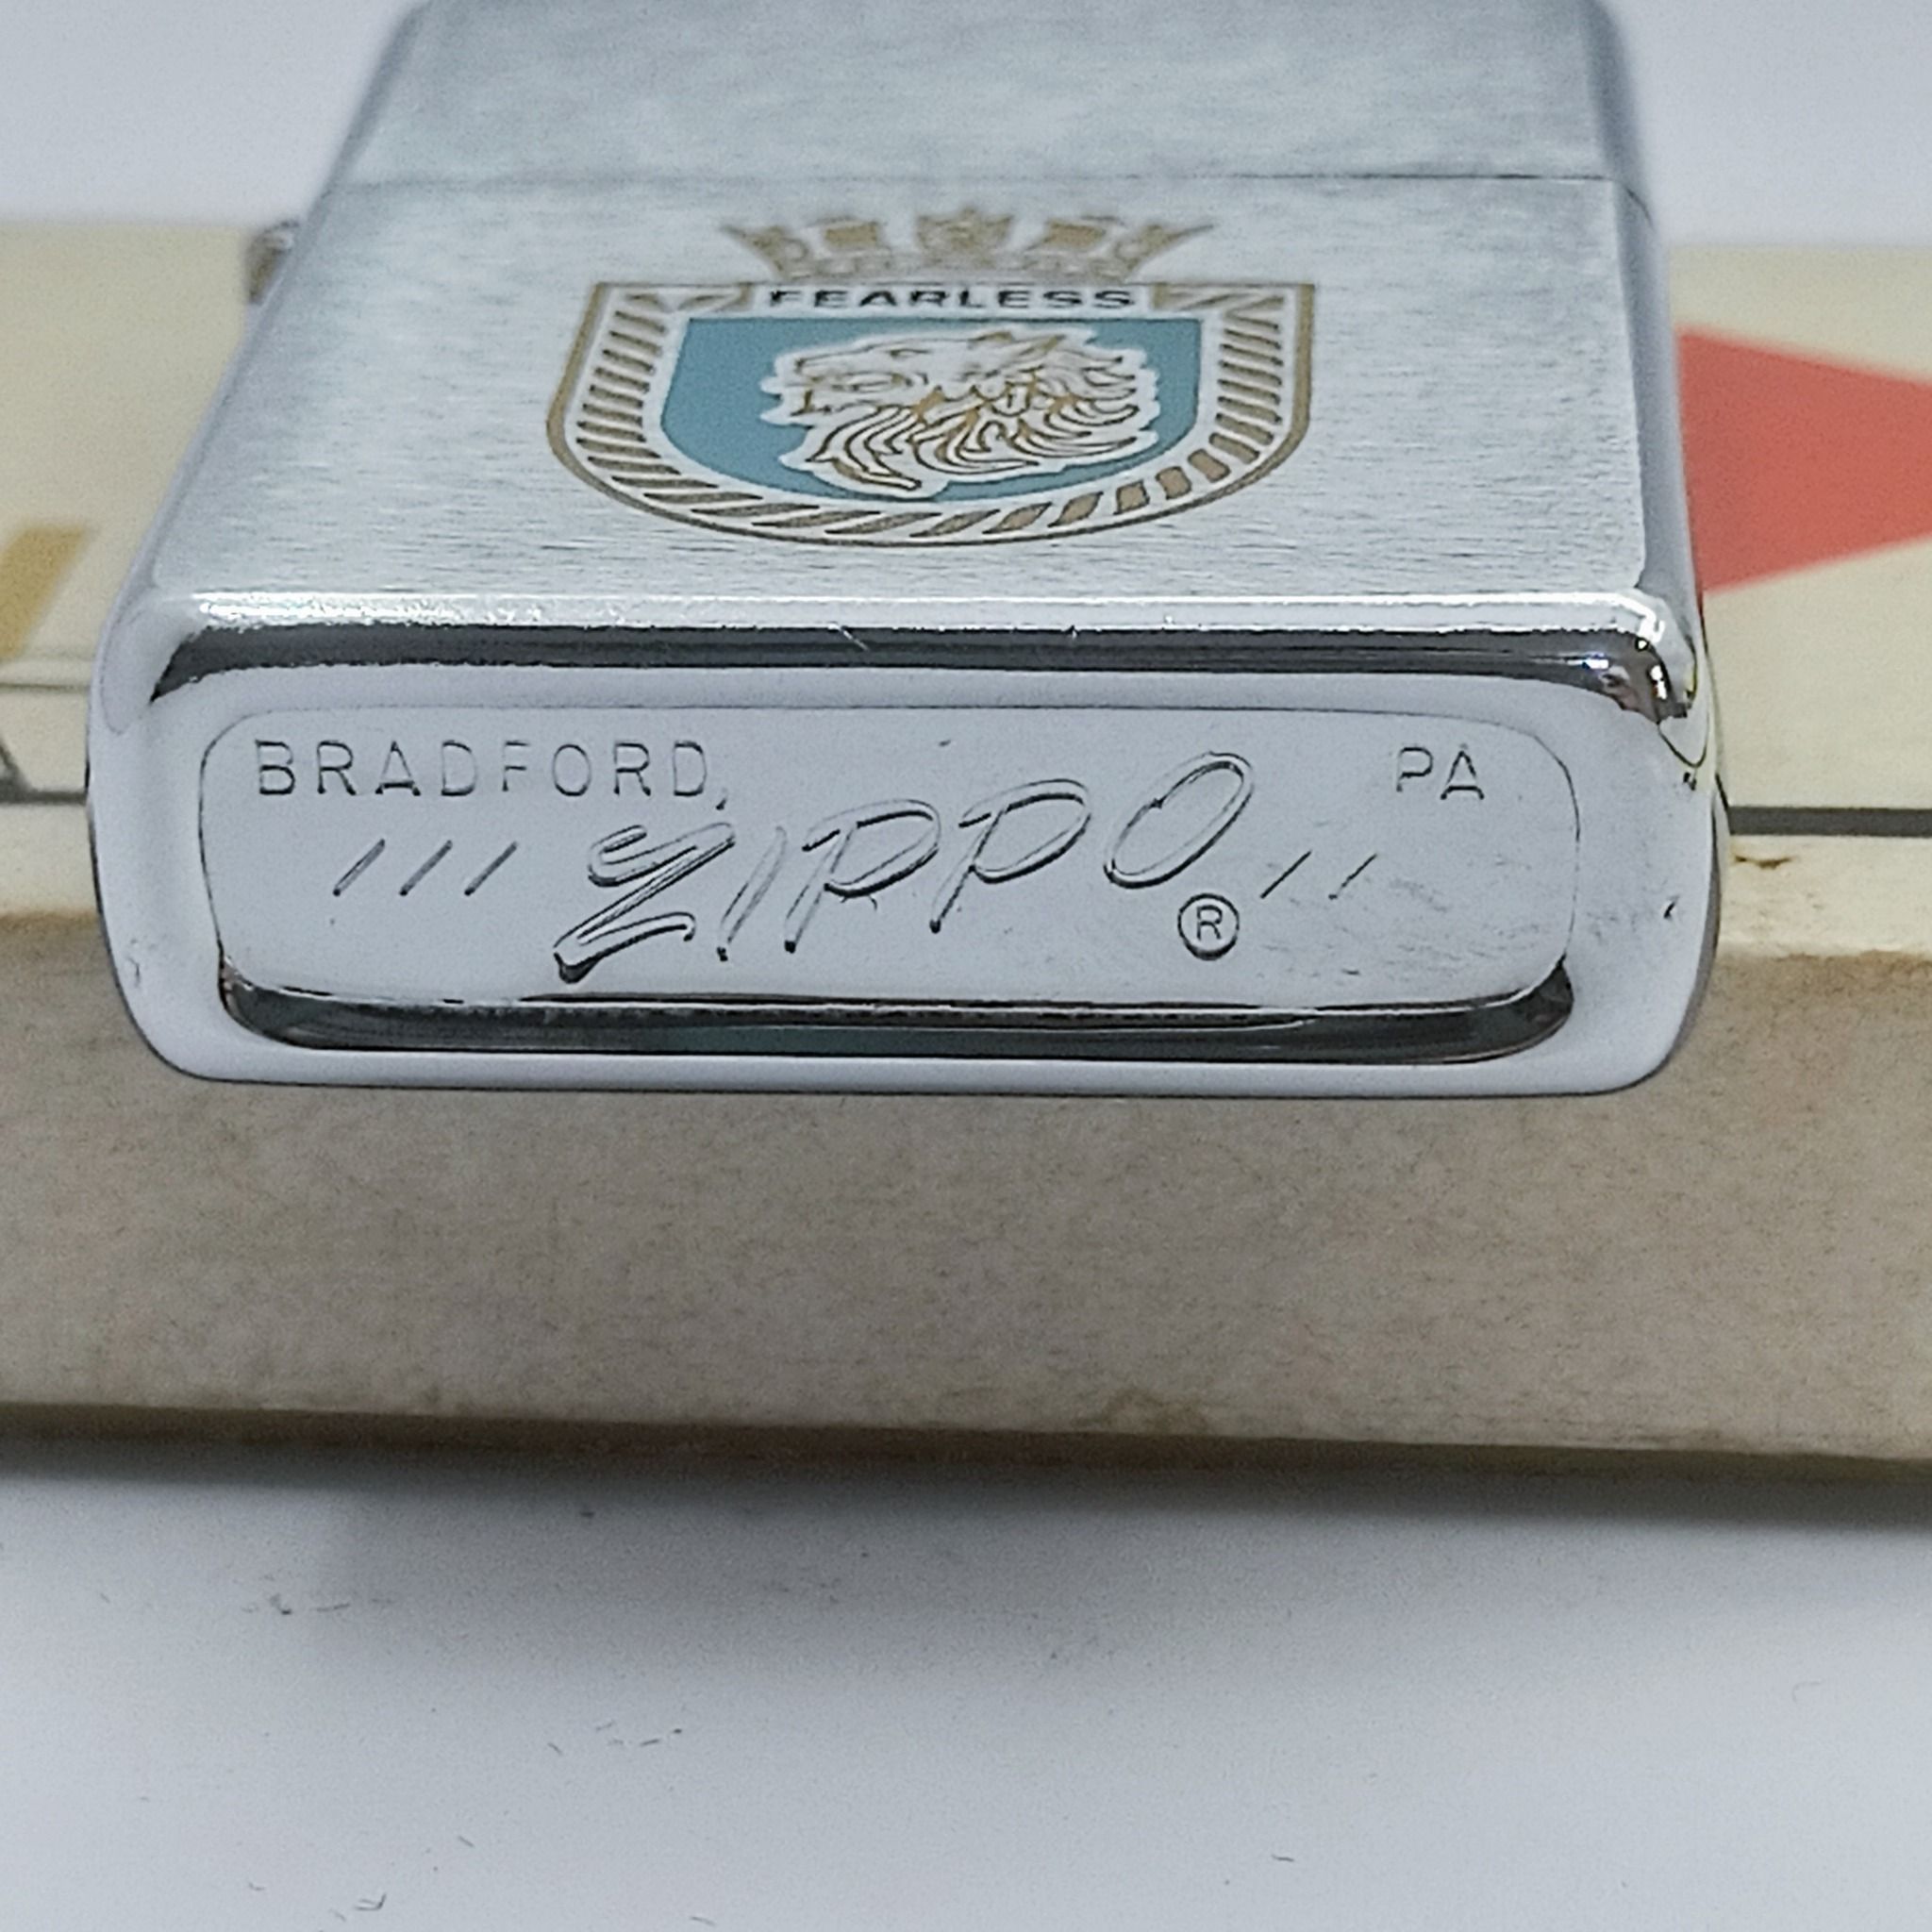 FEARLESS
BRADFORD, PA
/// ZIPPO ® //